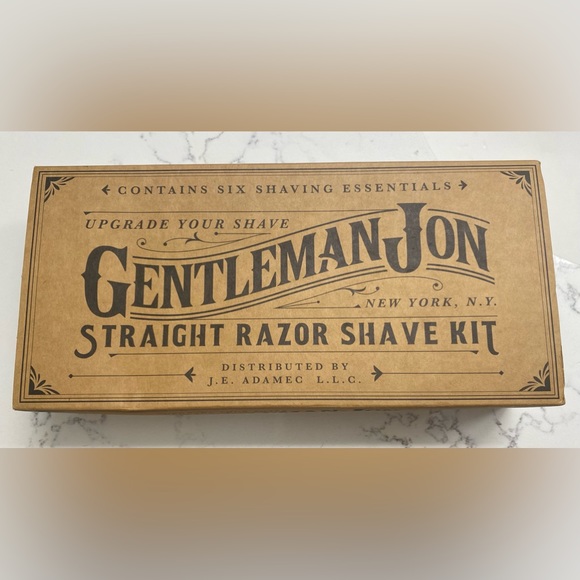 CONTAINS SIX SHAVING ESSENTIALS
UPGRADE YOUR SHAVE
GENTLEMAN JON
NEW YORK, N.Y.
STRAIGHT RAZOR SHAVE KIT
DISTRIBUTED BY
J.E. ADAMEC L.L.C.